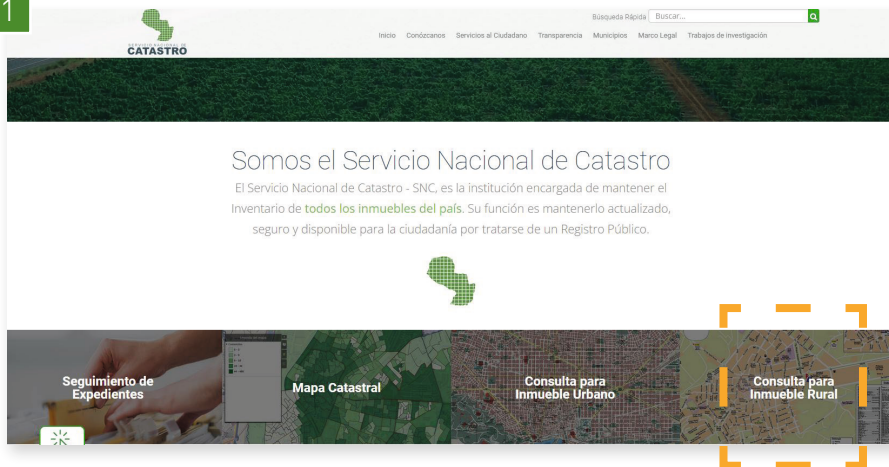 1
Búsqueda Rápida Buscar...
SERVICIO NACIONAL DE
CATASTRO
Inicio Conózcanos Servicios al Ciudadano Transparencia Municipios Marco Legal Trabajos de investigación
Somos el Servicio Nacional de Catastro
El Servicio Nacional de Catastro - SNC, es la institución encargada de mantener el
Inventario de todos los inmuebles del país. Su función es mantenerlo actualizado,
seguro y disponible para la ciudadanía por tratarse de un Registro Público.
Seguimiento de
Expedientes
Mapa Catastral
Consulta para
Inmueble Urbano
Consulta para
Inmueble Rural